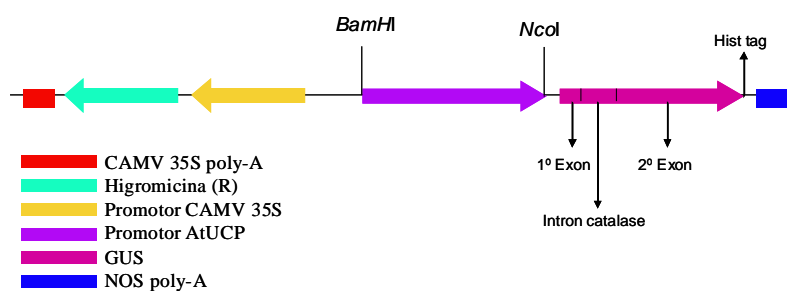 BamHI
NcoI
Hist tag
1º Exon
2º Exon
Intron catalase
CAMV 35S poly-A
Higromicina (R)
Promotor CAMV 35S
Promotor AtUCP
GUS
NOS poly-A